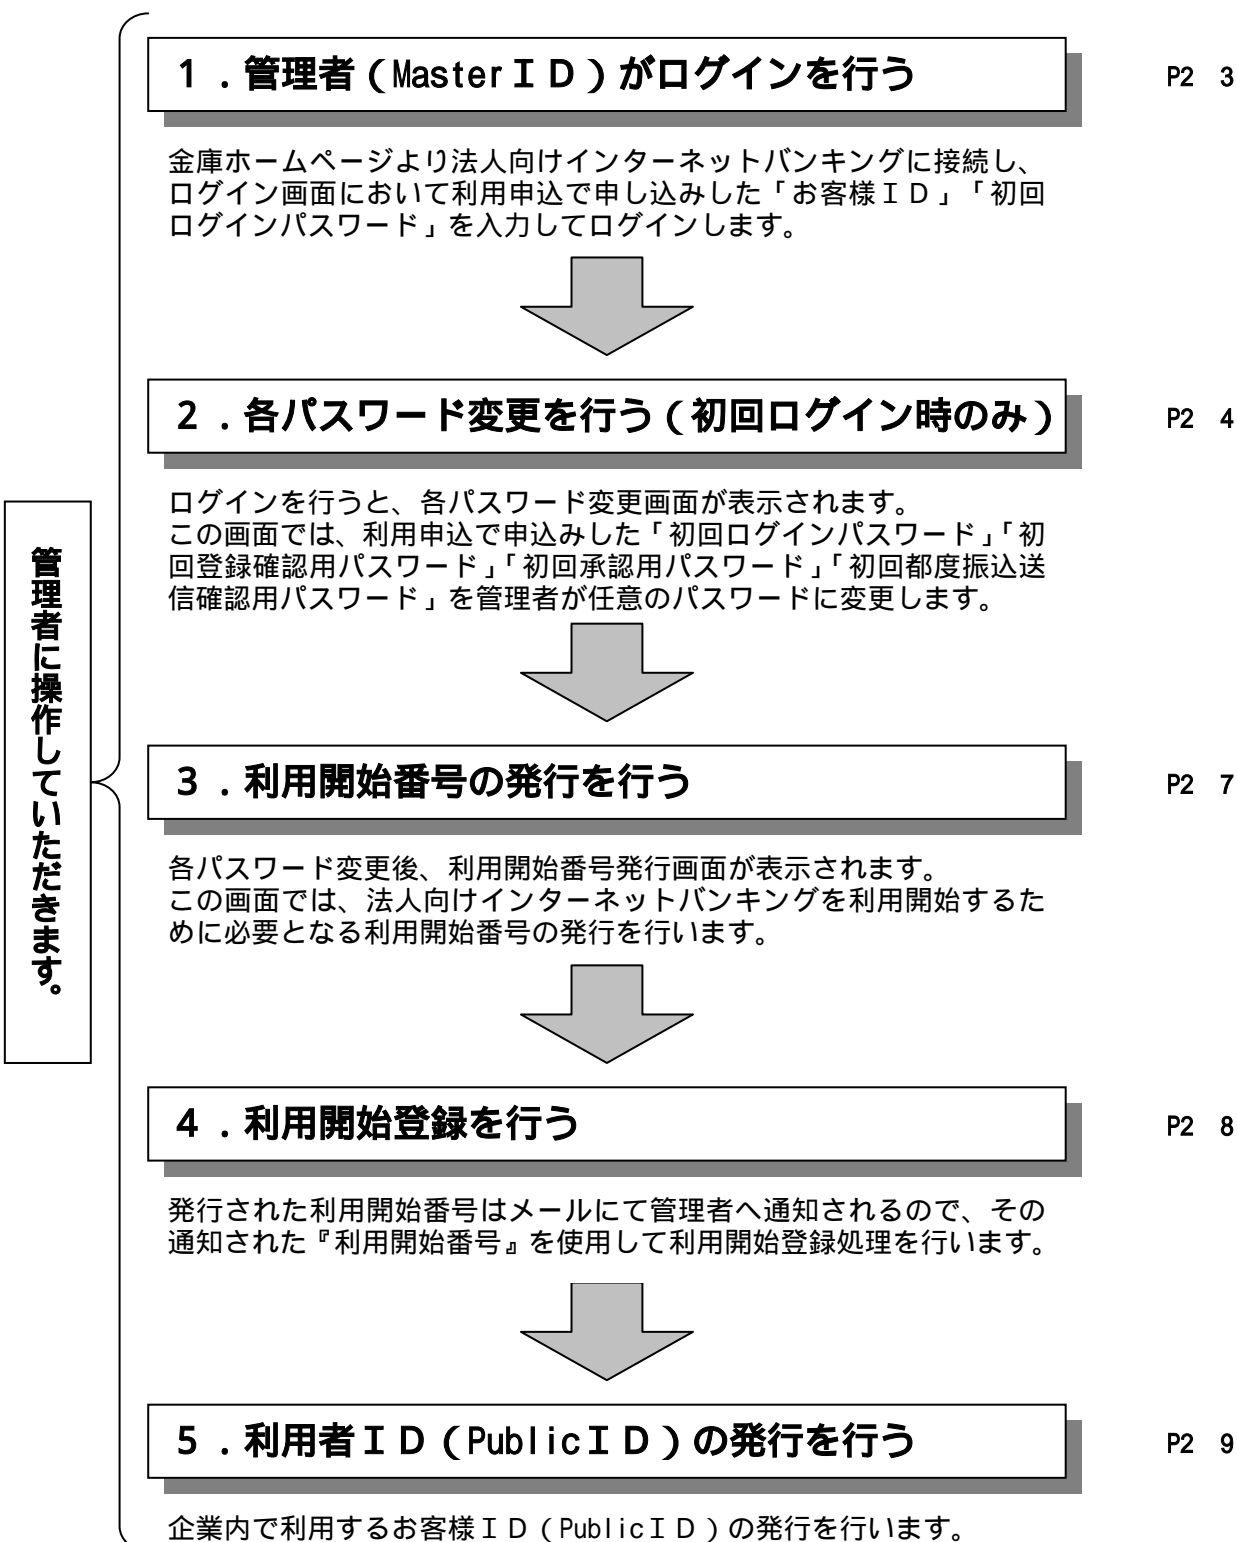 1．管理者（MasterＩＤ）がログインを行う
P2 3
金庫ホームページより法人向けインターネットバンキングに接続し、
ログイン画面において利用申込で申し込みした「お客様ＩＤ」「初回
ログインパスワード」を入力してログインします。
2．各パスワード変更を行う（初回ログイン時のみ）
P2 4
ログインを行うと、各パスワード変更画面が表示されます。
この画面では、利用申込で申込みした「初回ログインパスワード」「初
回登録確認用パスワード」「初回承認用パスワード」「初回都度振込送
信確認用パスワード」を管理者が任意のパスワードに変更します。
管理者に操作していただきます。
3．利用開始番号の発行を行う
P2 7
各パスワード変更後、利用開始番号発行画面が表示されます。
この画面では、法人向けインターネットバンキングを利用開始するた
めに必要となる利用開始番号の発行を行います。
4．利用開始登録を行う
P2 8
発行された利用開始番号はメールにて管理者へ通知されるので、その
通知された『利用開始番号』を使用して利用開始登録処理を行います。
5．利用者ＩＤ（PublicＩＤ）の発行を行う
P2 9
企業内で利用するお客様ＩＤ（PublicＩＤ）の発行を行います。